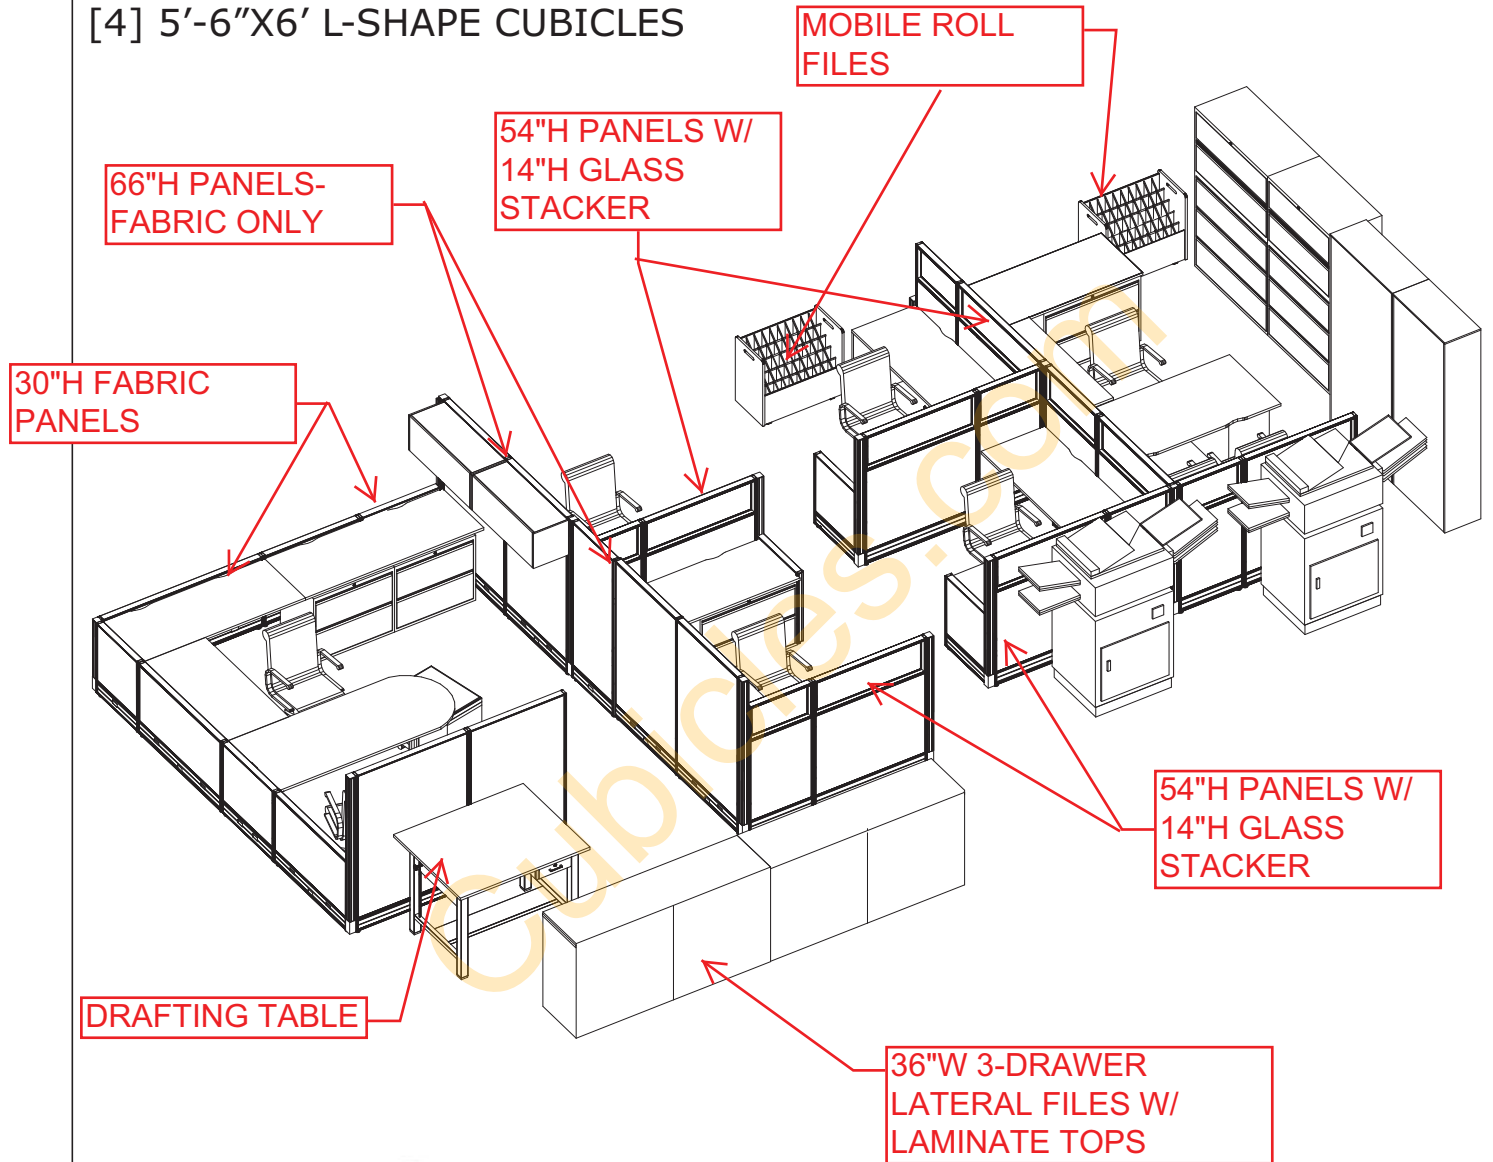 [4] 5′-6″X6′ L-SHAPE CUBICLES
MOBILE ROLL
FILES
54"H PANELS W/
14"H GLASS
STACKER
66"H PANELS-
FABRIC ONLY
30"H FABRIC
PANELS
54"H PANELS W/
14"H GLASS
STACKER
DRAFTING TABLE
36"W 3-DRAWER
LATERAL FILES W/
LAMINATE TOPS
Cubicles.com